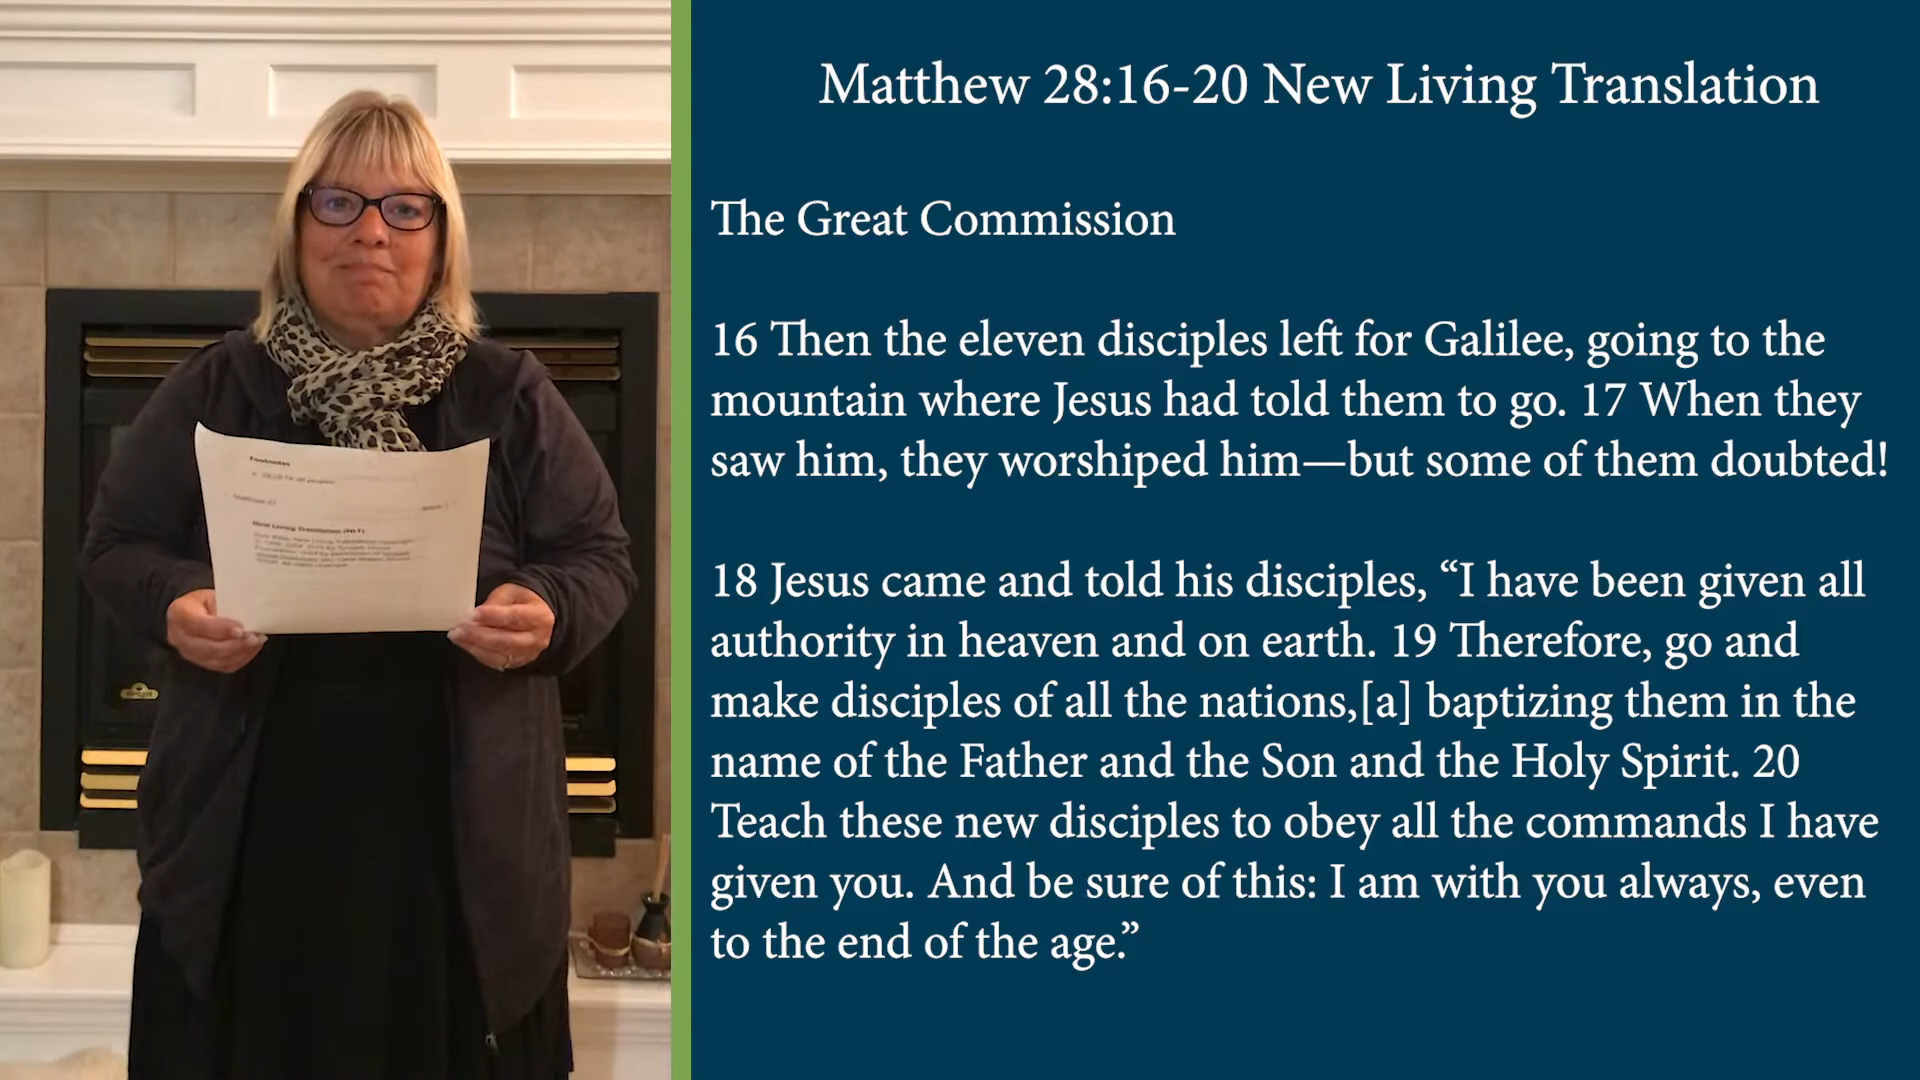 Matthew 28:16-20 New Living Translation
The Great Commission
16 Then the eleven disciples left for Galilee, going to the
mountain where Jesus had told them to go. 17 When they
saw him, they worshiped him—but some of them doubted!
18 Jesus came and told his disciples, “I have been given all
authority in heaven and on earth. 19 Therefore, go and
make disciples of all the nations,[a] baptizing them in the
name of the Father and the Son and the Holy Spirit. 20
Teach these new disciples to obey all the commands I have
given you. And be sure of this: I am with you always, even
to the end of the age.”
Footnotes
New Living Translation (NLT)